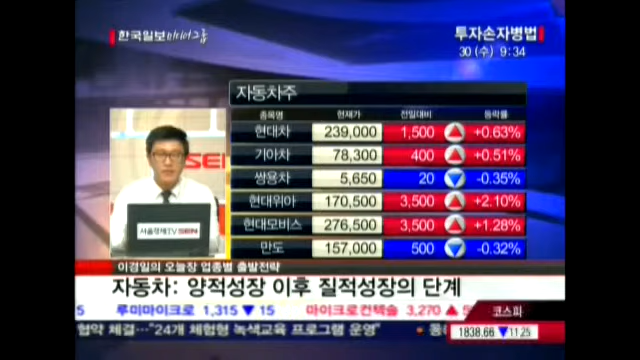 한국일보 미디어그룹
투자손자병법
30 (수) 9:34
자동차주
종목명 현재가 전일대비 등락률
현대차 239,000 1,500 ▲ +0.63%
기아차 78,300 400 ▲ +0.51%
쌍용차 5,650 20 ▼ -0.35%
현대위아 170,500 3,500 ▲ +2.10%
현대모비스 276,500 3,500 ▲ +1.28%
만도 157,000 500 ▼ -0.32%
SEN
서울경제TV SEN
이경일의 오늘장 업종별 출발전략
자동차: 양적성장 이후 질적성장의 단계
5 루미마이크로 1,315 ▼ 15 마이크로컨텍솔 3,270 ▲ 5
코스피
협약 체결…"24개 체험형 녹색교육 프로그램 운영"
1838.66 ▼11.25